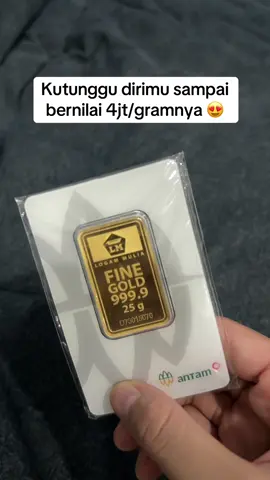 Kutunggu dirimu sampai
bernilai 4jt/gramnya 😍
LM
LOGAM MULIA
FINE
GOLD
999.9
25 g
antam